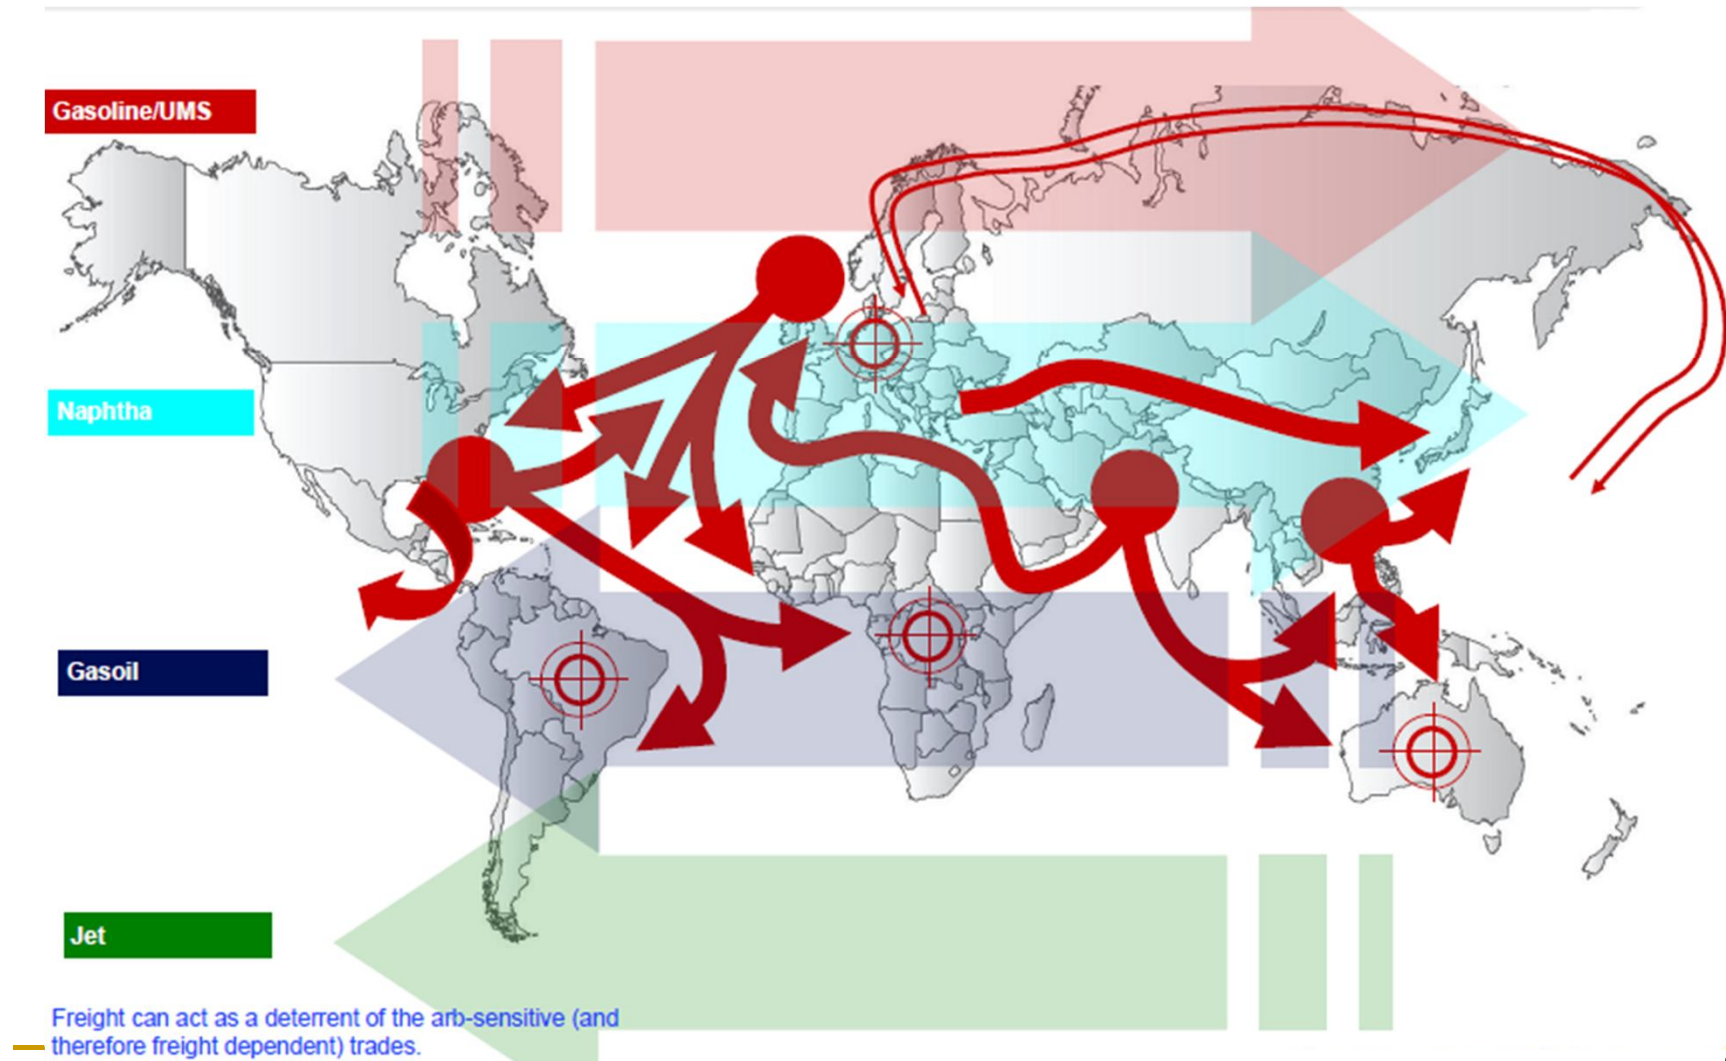 Gasoline/UMS
Naphtha
Gasoil
Jet
Freight can act as a deterrent of the arb-sensitive (and
therefore freight dependent) trades.